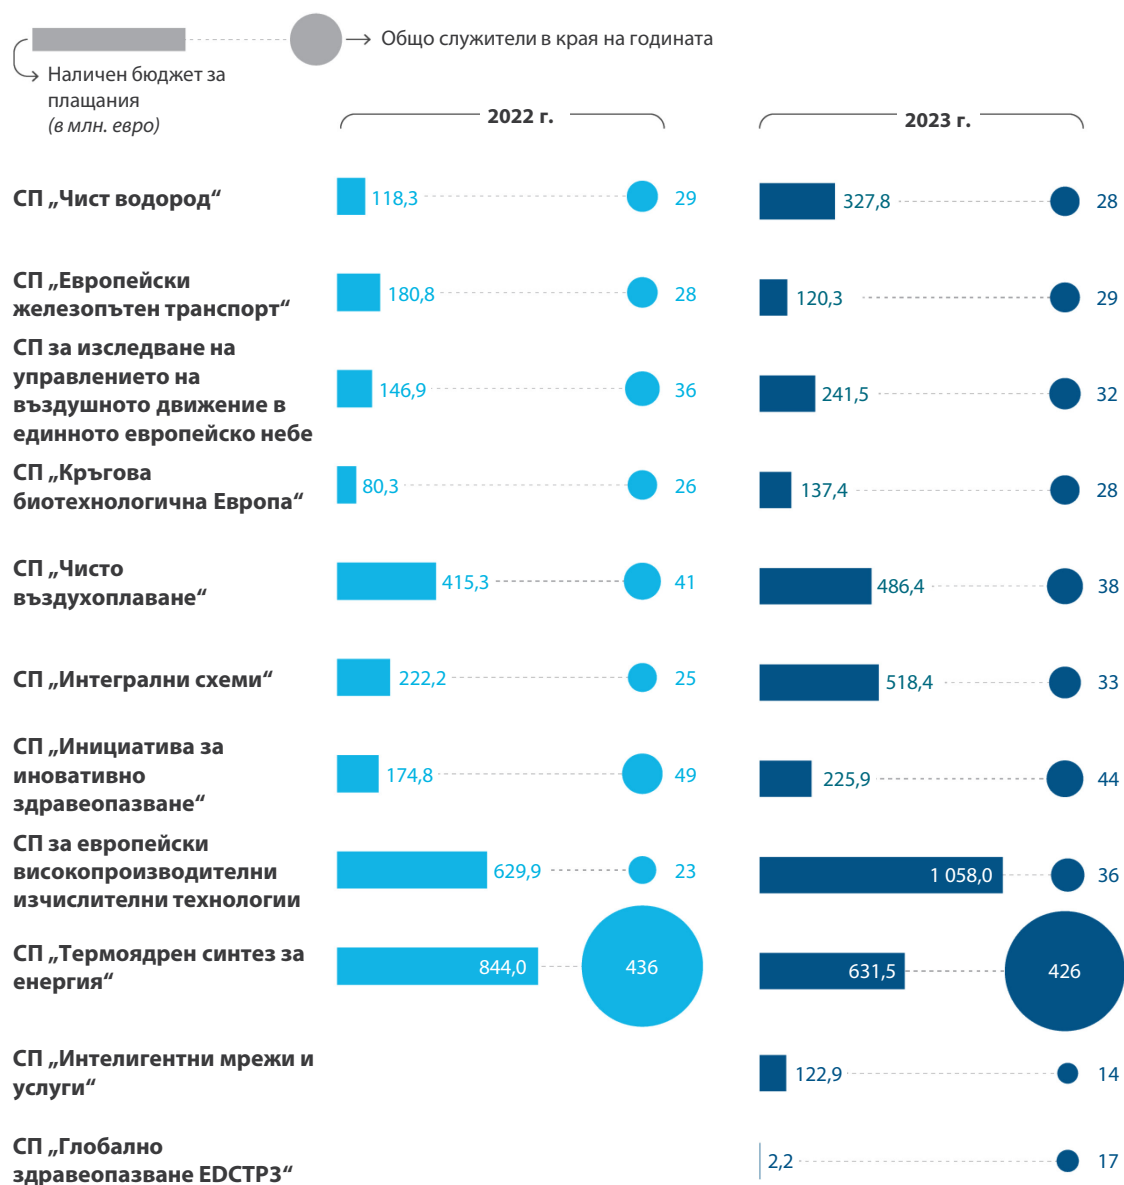 Общо служители в края на годината
Наличен бюджет за
плащания
(в млн. евро)
2022 г.
2023 г.
СП „Чист водород“
118,3
29
327,8
28
СП „Европейски
железопътен транспорт“
180,8
28
120,3
29
СП за изследване на
управлението на
въздушното движение в
единното европейско небе
146,9
36
241,5
32
СП „Кръгова
биотехнологична Европа“
80,3
26
137,4
28
СП „Чисто
въздухоплаване“
415,3
41
486,4
38
СП „Интегрални схеми“
222,2
25
518,4
33
СП „Инициатива за
иновативно
здравеопазване“
174,8
49
225,9
44
СП за европейски
високопроизводителни
изчислителни технологии
629,9
23
1 058,0
36
СП „Термоядрен синтез за
енергия“
844,0
436
631,5
426
СП „Интелигентни мрежи и
услуги“
122,9
14
СП „Глобално
здравеопазване EDCTP3“
2,2
17